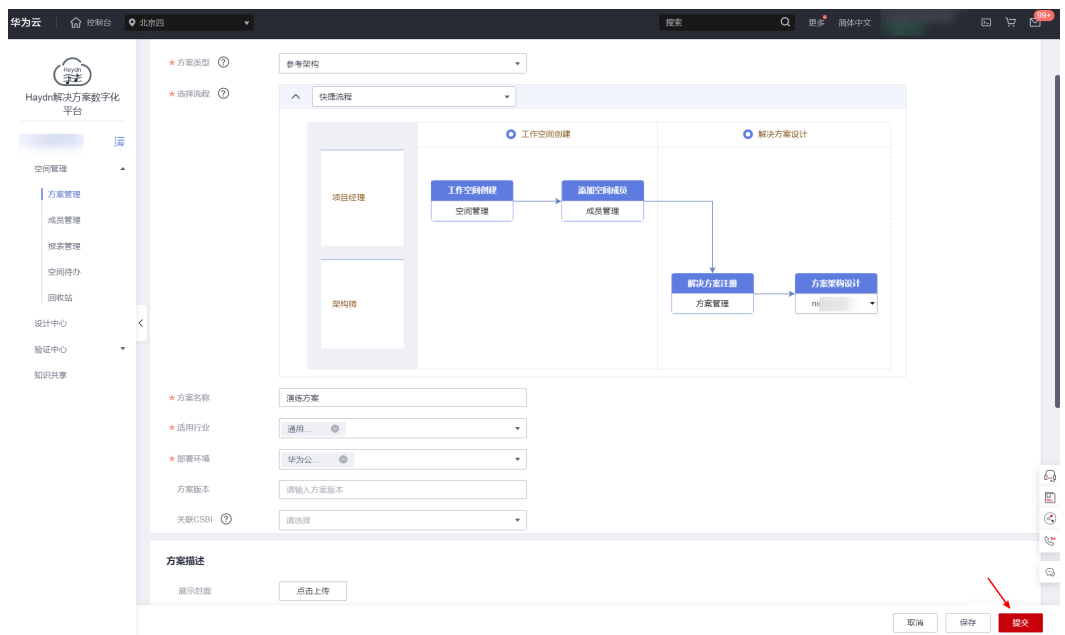 华为云 控制台 北京四 搜索 更多 简体中文 99+
Haydn
解决方案数字化平台
Haydn解决方案数字化
平台
空间管理
方案管理
成员管理
报表管理
空间待办
回收站
设计中心
验证中心
知识共享
* 方案类型 ? 参考架构
* 选择流程 ? 快捷流程
工作空间创建 解决方案设计
项目经理
工作空间创建
空间管理
添加空间成员
成员管理
架构师
解决方案注册
方案管理
方案架构设计
ni
* 方案名称 演练方案
* 适用行业 通用...
* 部署环境 华为公...
方案版本 请输入方案版本
关联CSBI ? 请选择
方案描述
展示封面 点击上传
取消 保存 提交